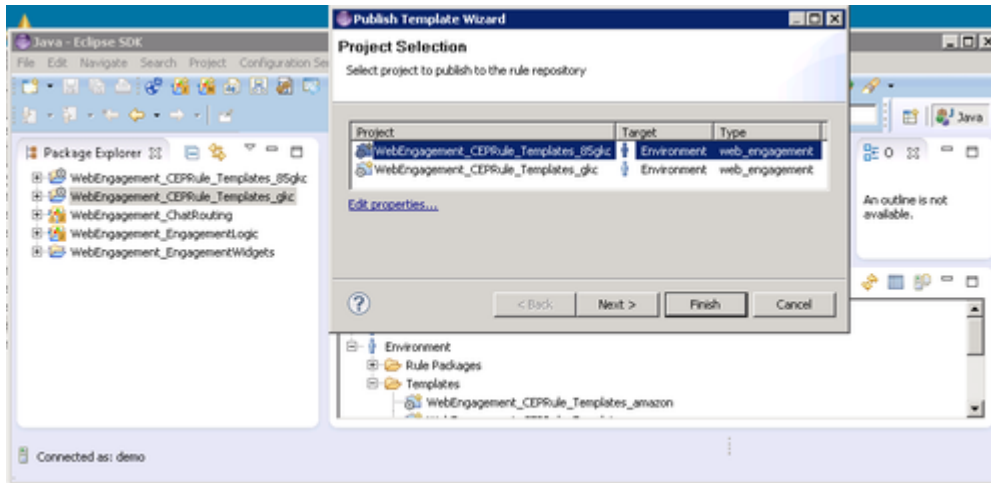 Publish Template Wizard
Java - Eclipse SDK
File Edit Navigate Search Project Configuration
Project Selection
Select project to publish to the rule repository
Java
Project Target Type
WebEngagement_CEPRule_Templates_85gkc Environment web_engagement
WebEngagement_CEPRule_Templates_gkc Environment web_engagement
Edit properties...
Package Explorer
WebEngagement_CEPRule_Templates_85gkc
WebEngagement_CEPRule_Templates_gkc
WebEngagement_ChatRouting
WebEngagement_EngagementLogic
WebEngagement_EngagementWidgets
O
An outline is not
available.
< Back Next > Finish Cancel
Environment
Rule Packages
Templates
WebEngagement_CEPRule_Templates_amazon
Connected as: demo